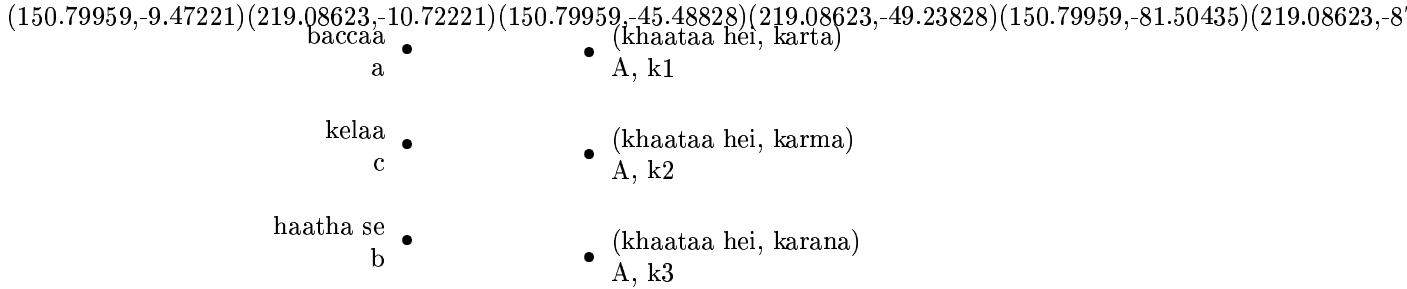 (150.79959,-9.47221)(219.08623,-10.72221)(150.79959,-45.48828)(219.08623,-49.23828)(150.79959,-81.50435)(219.08623,-8
baccaa
a
(khaataa hei, karta)
A, k1
kelaa
c
(khaataa hei, karma)
A, k2
haatha se
b
(khaataa hei, karana)
A, k3